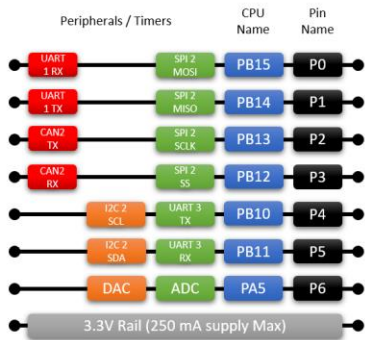 Peripherals / Timers
CPU
Name
Pin
Name
UART
1 RX
SPI 2
MOSI
PB15
P0
UART
1 TX
SPI 2
MISO
PB14
P1
CAN2
TX
SPI 2
SCLK
PB13
P2
CAN2
RX
SPI 2
SS
PB12
P3
I2C 2
SCL
UART 3
TX
PB10
P4
I2C 2
SDA
UART 3
RX
PB11
P5
DAC
ADC
PA5
P6
3.3V Rail (250 mA supply Max)